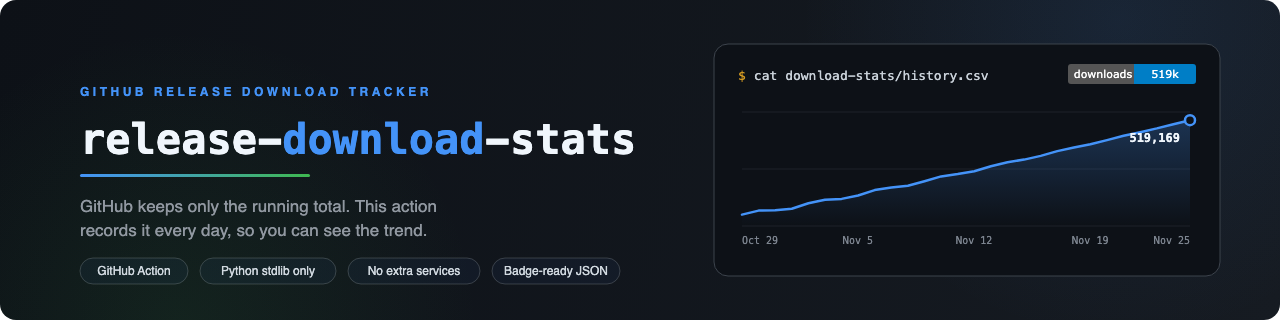 GITHUB RELEASE DOWNLOAD TRACKER
release-download-stats
GitHub keeps only the running total. This action
records it every day, so you can see the trend.
GitHub Action
Python stdlib only
No extra services
Badge-ready JSON
$ cat download-stats/history.csv
downloads 519k
519,169
Oct 29
Nov 5
Nov 12
Nov 19
Nov 25